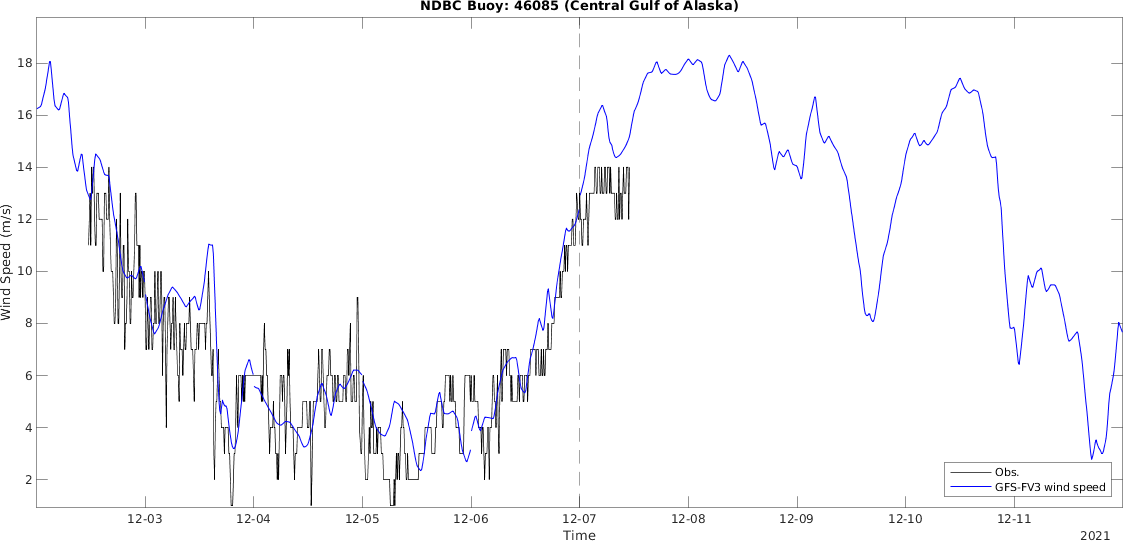 NDBC Buoy: 46085 (Central Gulf of Alaska)
18
16
14
12
10
8
6
4
2
Wind Speed (m/s)
Obs.
GFS-FV3 wind speed
12-03 12-04 12-05 12-06 12-07 12-08 12-09 12-10 12-11
Time
2021